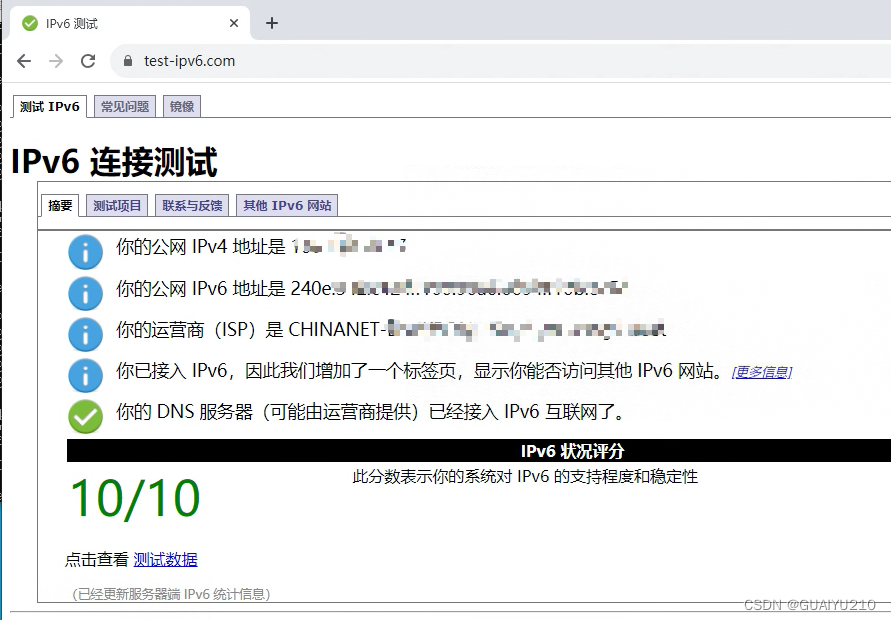 IPv6 测试
test-ipv6.com
测试 IPv6 常见问题 镜像
IPv6 连接测试
摘要 测试项目 联系与反馈 其他 IPv6 网站
你的公网 IPv4 地址是
你的公网 IPv6 地址是 240e:
你的运营商（ISP）是 CHINANET-
你已接入 IPv6，因此我们增加了一个标签页，显示你能否访问其他 IPv6 网站。 [更多信息]
你的 DNS 服务器（可能由运营商提供）已经接入 IPv6 互联网了。
IPv6 状况评分
此分数表示你的系统对 IPv6 的支持程度和稳定性
10/10
点击查看 测试数据
（已经更新服务器端 IPv6 统计信息）
CSDN @GUAIYU210